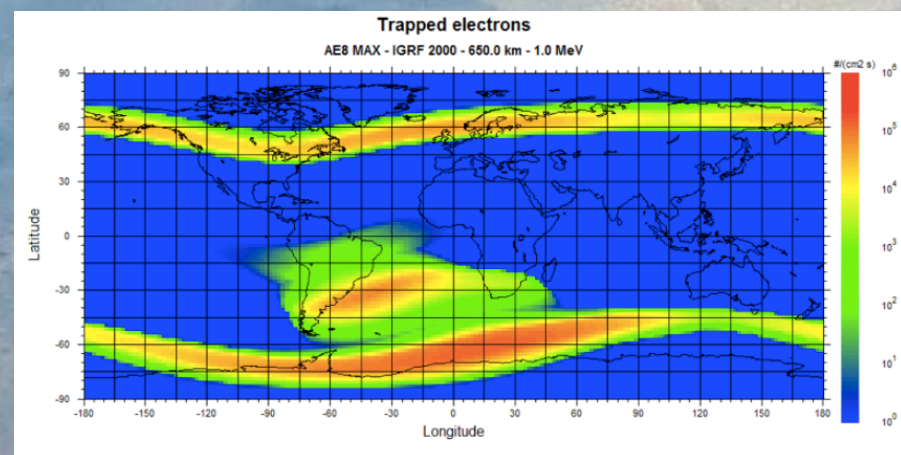 Trapped electrons
AE8 MAX - IGRF 2000 - 650.0 km - 1.0 MeV
#/(cm2 s)
90
60
30
0
-30
-60
-90
Latitude
-180 -150 -120 -90 -60 -30 0 30 60 90 120 150 180
Longitude
10^6
10^5
10^4
10^3
10^2
10^1
10^0